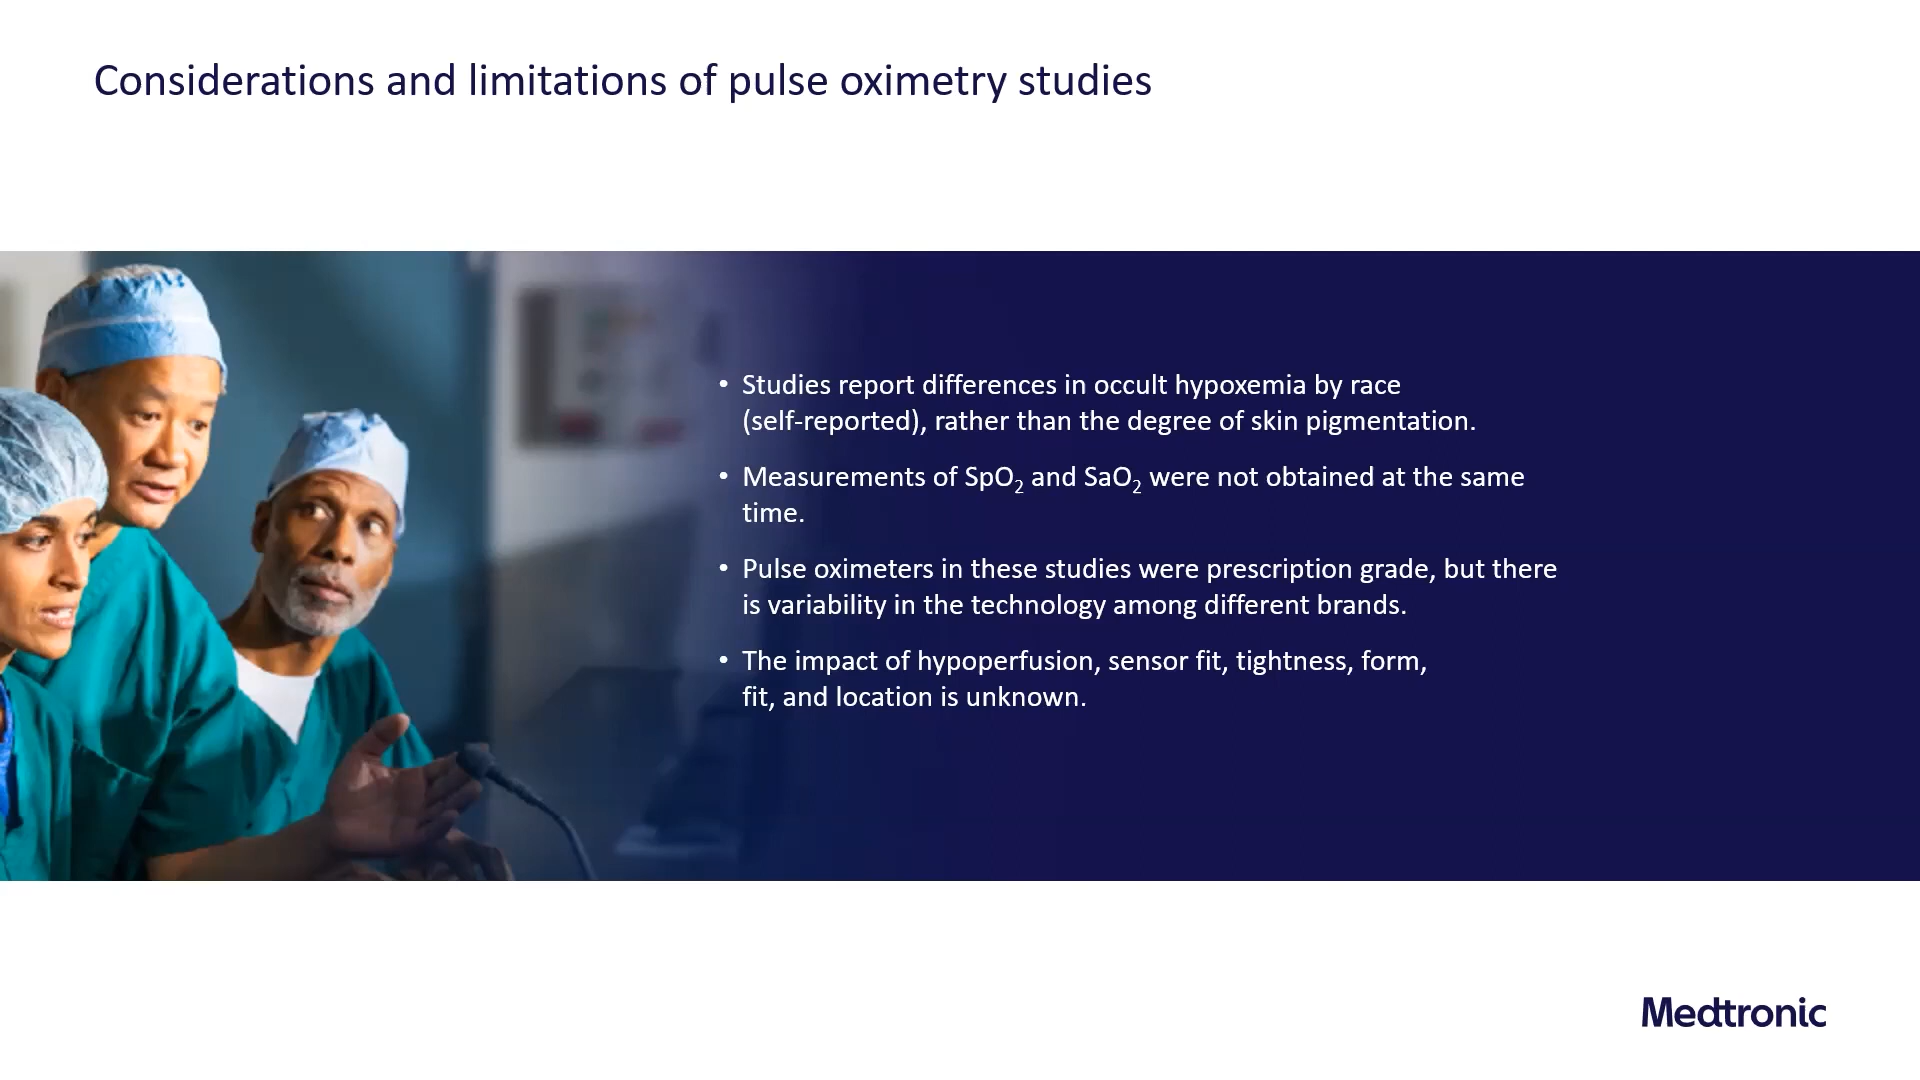 Considerations and limitations of pulse oximetry studies
• Studies report differences in occult hypoxemia by race
(self-reported), rather than the degree of skin pigmentation.
• Measurements of SpO₂ and SaO₂ were not obtained at the same
time.
• Pulse oximeters in these studies were prescription grade, but there
is variability in the technology among different brands.
• The impact of hypoperfusion, sensor fit, tightness, form,
fit, and location is unknown.
Medtronic